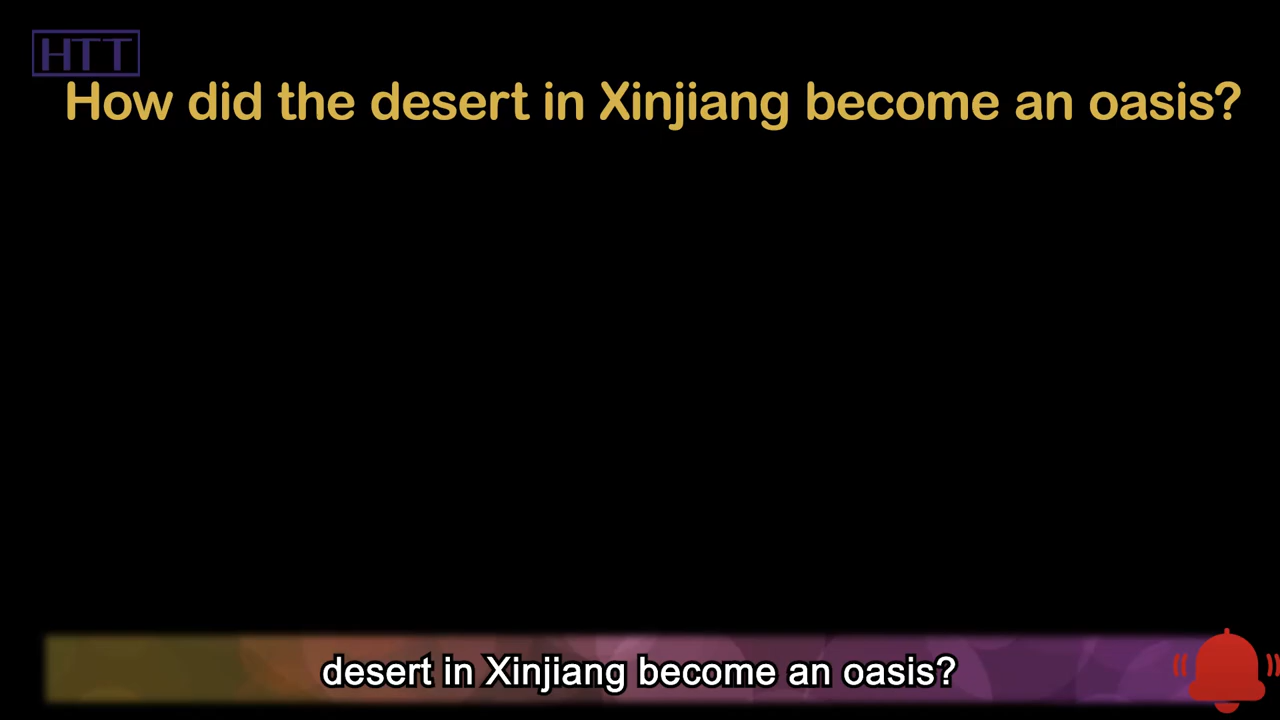 HTT
How did the desert in Xinjiang become an oasis?
desert in Xinjiang become an oasis?